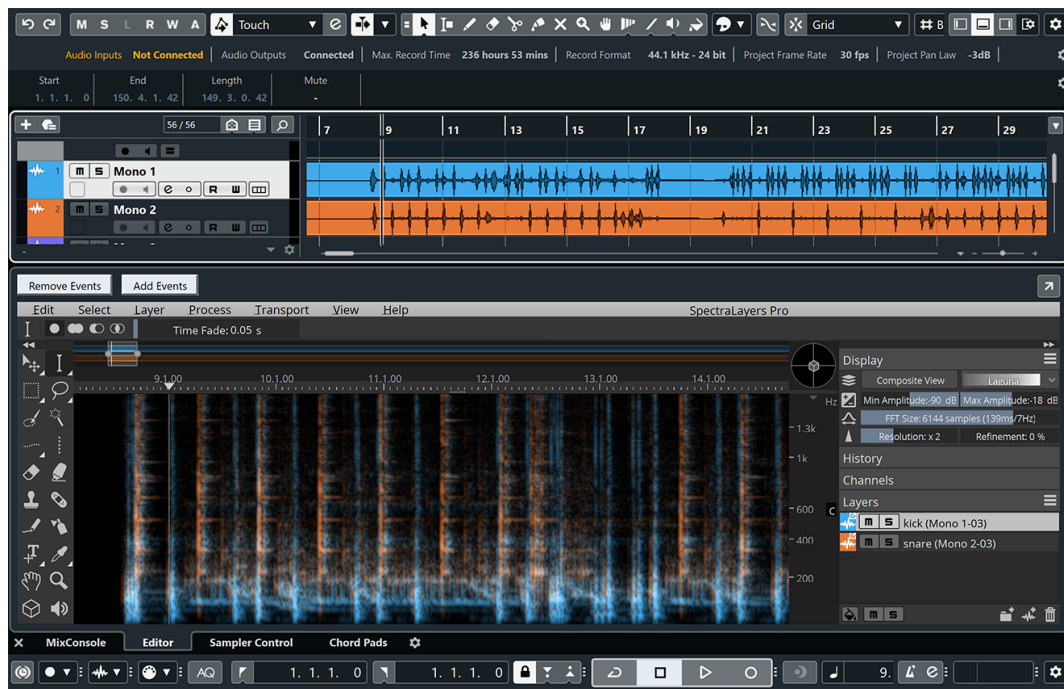 M S L R W A Touch Grid B
Audio Inputs Not Connected Audio Outputs Connected Max. Record Time 236 hours 53 mins Record Format 44.1 kHz - 24 bit Project Frame Rate 30 fps Project Pan Law -3dB
Start End Length Mute
1. 1. 1. 0 150. 4. 1. 42 149. 3. 0. 42 -
56 / 56 7 9 11 13 15 17 19 21 23 25 27 29
1 m S Mono 1
e R W
2 m S Mono 2
e R W
Remove Events Add Events
Edit Select Layer Process Transport View Help SpectraLayers Pro
Time Fade: 0.05 s
9.1.00 10.1.00 11.1.00 12.1.00 13.1.00 14.1.00
Hz
1.3k
1k
600
400
200
C
Display
Composite View Laguna
Min Amplitude:-90 dB Max Amplitude:-18 dB
FFT Size: 6144 samples (139ms/7Hz)
Resolution: x 2 Refinement: 0 %
History
Channels
Layers
m S kick (Mono 1-03)
m S snare (Mono 2-03)
m S
MixConsole Editor Sampler Control Chord Pads
AQ 1. 1. 1. 0 1. 1. 1. 0 9.